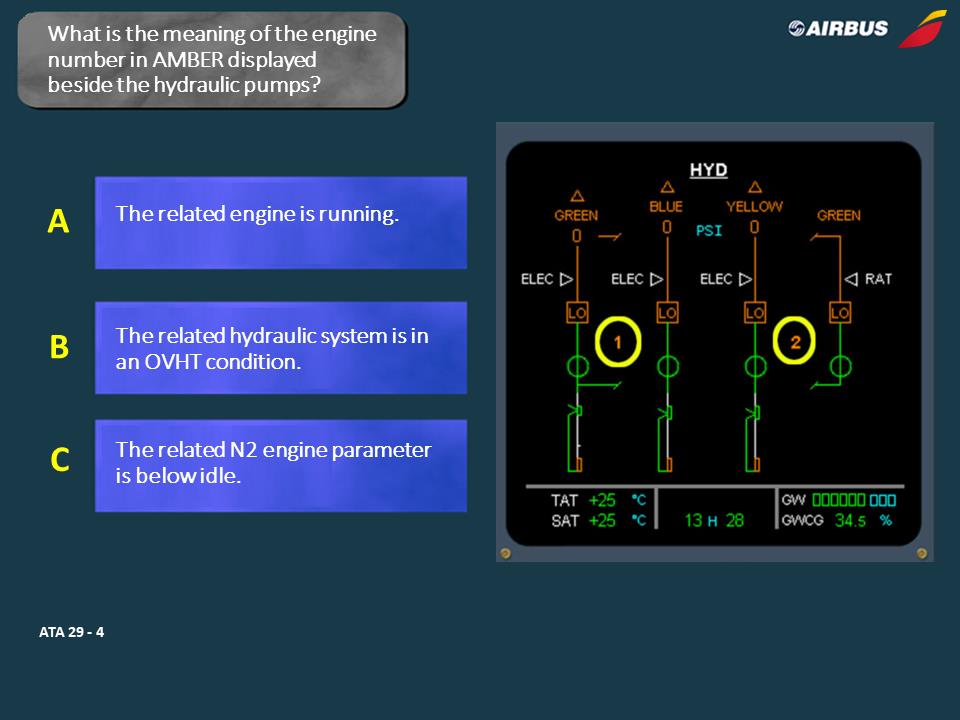 What is the meaning of the engine
number in AMBER displayed
beside the hydraulic pumps?
AIRBUS
A
The related engine is running.
B
The related hydraulic system is in
an OVHT condition.
C
The related N2 engine parameter
is below idle.
HYD
GREEN BLUE YELLOW GREEN
0 0 PSI 0
ELEC ELEC ELEC RAT
LO LO LO LO
1 2
TAT +25 °C GW
SAT +25 °C 13 H 28 GWCG 34.5 %
ATA 29 - 4